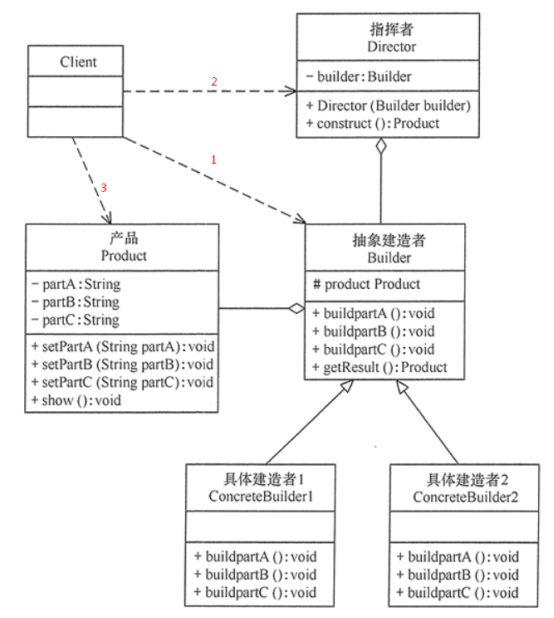 Client
指挥者
Director
− builder:Builder
+ Director (Builder builder)
+ construct ():Product
2
1
3
产品
Product
− partA:String
− partB:String
− partC:String
+ setPartA (String partA):void
+ setPartB (String partB):void
+ setPartC (String partC):void
+ show ():void
抽象建造者
Builder
# product Product
+ buildpartA ():void
+ buildpartB ():void
+ buildpartC ():void
+ getResult ():Product
具体建造者1
ConcreteBuilder1
+ buildpartA ():void
+ buildpartB ():void
+ buildpartC ():void
具体建造者2
ConcreteBuilder2
+ buildpartA ():void
+ buildpartB ():void
+ buildpartC ():void